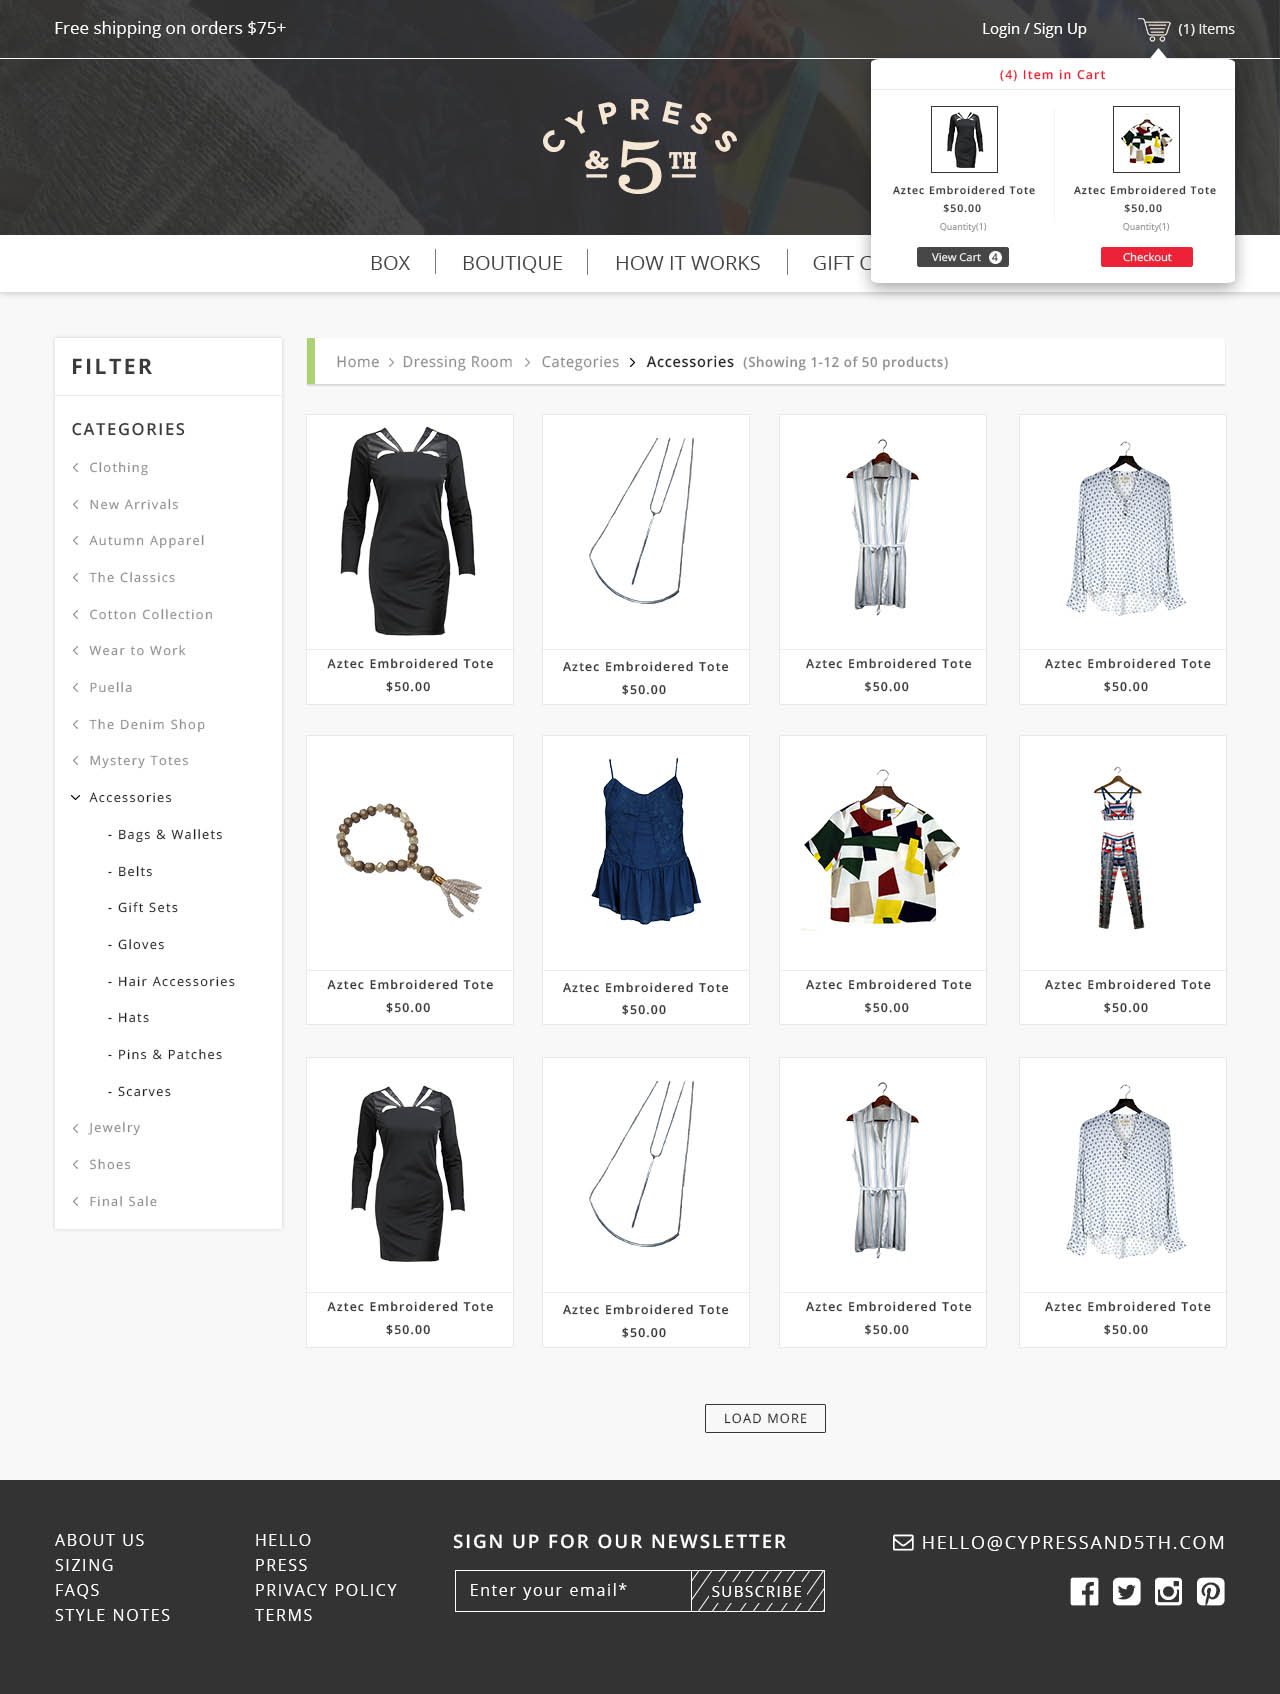 Free shipping on orders $75+
Login / Sign Up
(1) Items
(4) Item in Cart
CYPRESS
& 5TH
Aztec Embroidered Tote
$50.00
Quantity(1)
View Cart 4
Aztec Embroidered Tote
$50.00
Quantity(1)
Checkout
BOX
BOUTIQUE
HOW IT WORKS
GIFT
FILTER
CATEGORIES
Clothing
New Arrivals
Autumn Apparel
The Classics
Cotton Collection
Wear to Work
Puella
The Denim Shop
Mystery Totes
Accessories
- Bags & Wallets
- Belts
- Gift Sets
- Gloves
- Hair Accessories
- Hats
- Pins & Patches
- Scarves
Jewelry
Shoes
Final Sale
Home > Dressing Room > Categories > Accessories (Showing 1-12 of 50 products)
Aztec Embroidered Tote
$50.00
Aztec Embroidered Tote
$50.00
Aztec Embroidered Tote
$50.00
Aztec Embroidered Tote
$50.00
Aztec Embroidered Tote
$50.00
Aztec Embroidered Tote
$50.00
Aztec Embroidered Tote
$50.00
Aztec Embroidered Tote
$50.00
Aztec Embroidered Tote
$50.00
Aztec Embroidered Tote
$50.00
Aztec Embroidered Tote
$50.00
Aztec Embroidered Tote
$50.00
LOAD MORE
ABOUT US
SIZING
FAQS
STYLE NOTES
HELLO
PRESS
PRIVACY POLICY
TERMS
SIGN UP FOR OUR NEWSLETTER
Enter your email*
SUBSCRIBE
HELLO@CYPRESSAND5TH.COM